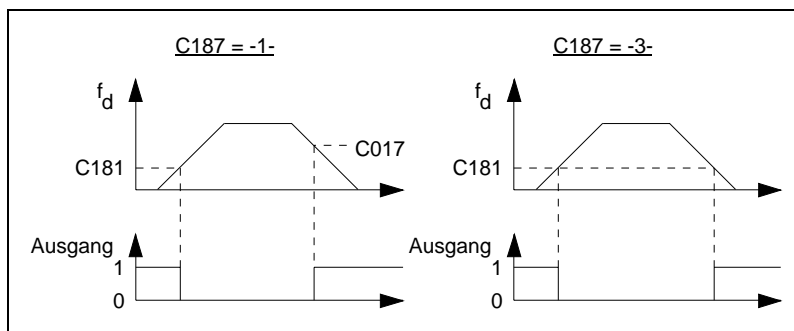 C187 = -1-
f d
C181
C017
Ausgang
1
0
C187 = -3-
f d
C181
Ausgang
1
0